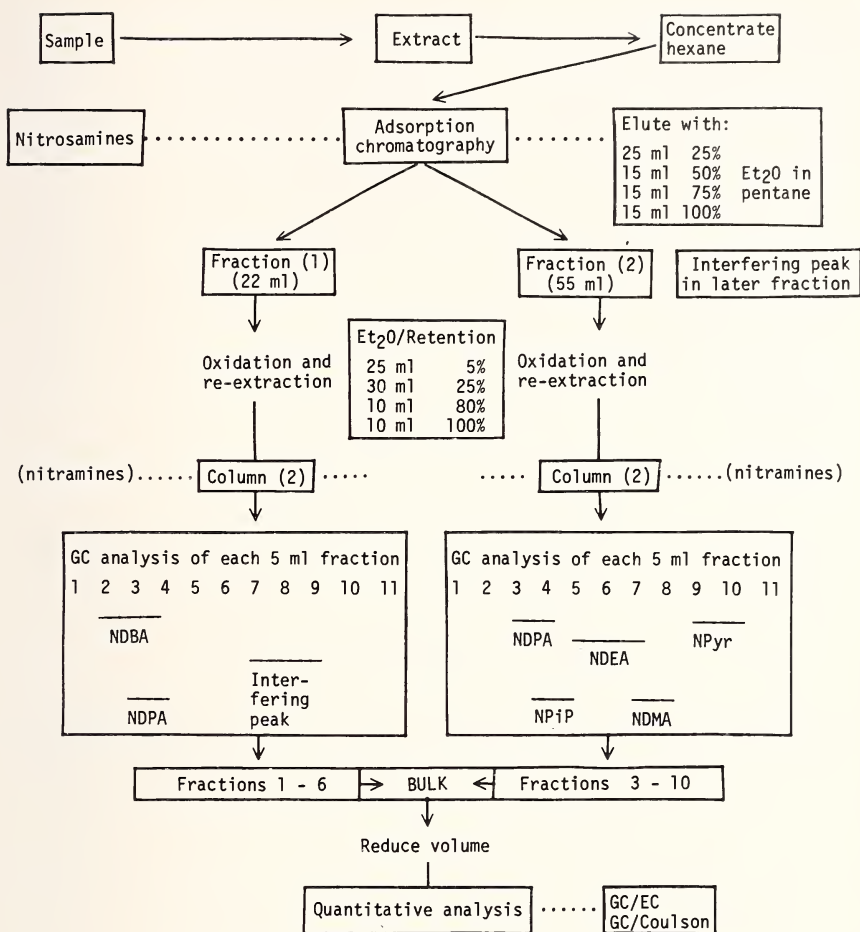 Sample
Extract
Concentrate
hexane
Nitrosamines
Adsorption
chromatography
Elute with:
25 ml 25%
15 ml 50% Et2O in
15 ml 75% pentane
15 ml 100%
Fraction (1)
(22 ml)
Fraction (2)
(55 ml)
Interfering peak
in later fraction
Oxidation and
re-extraction
Et2O/Retention
25 ml 5%
30 ml 25%
10 ml 80%
10 ml 100%
Oxidation and
re-extraction
(nitramines)...... Column (2) .....
..... Column (2) ......(nitramines)
GC analysis of each 5 ml fraction
1 2 3 4 5 6 7 8 9 10 11
NDBA
Inter-
fering
peak
NDPA
GC analysis of each 5 ml fraction
1 2 3 4 5 6 7 8 9 10 11
NDPA
NPyr
NDEA
NPiP
NDMA
Fractions 1 - 6
BULK
Fractions 3 - 10
Reduce volume
Quantitative analysis ...... GC/EC
GC/Coulson